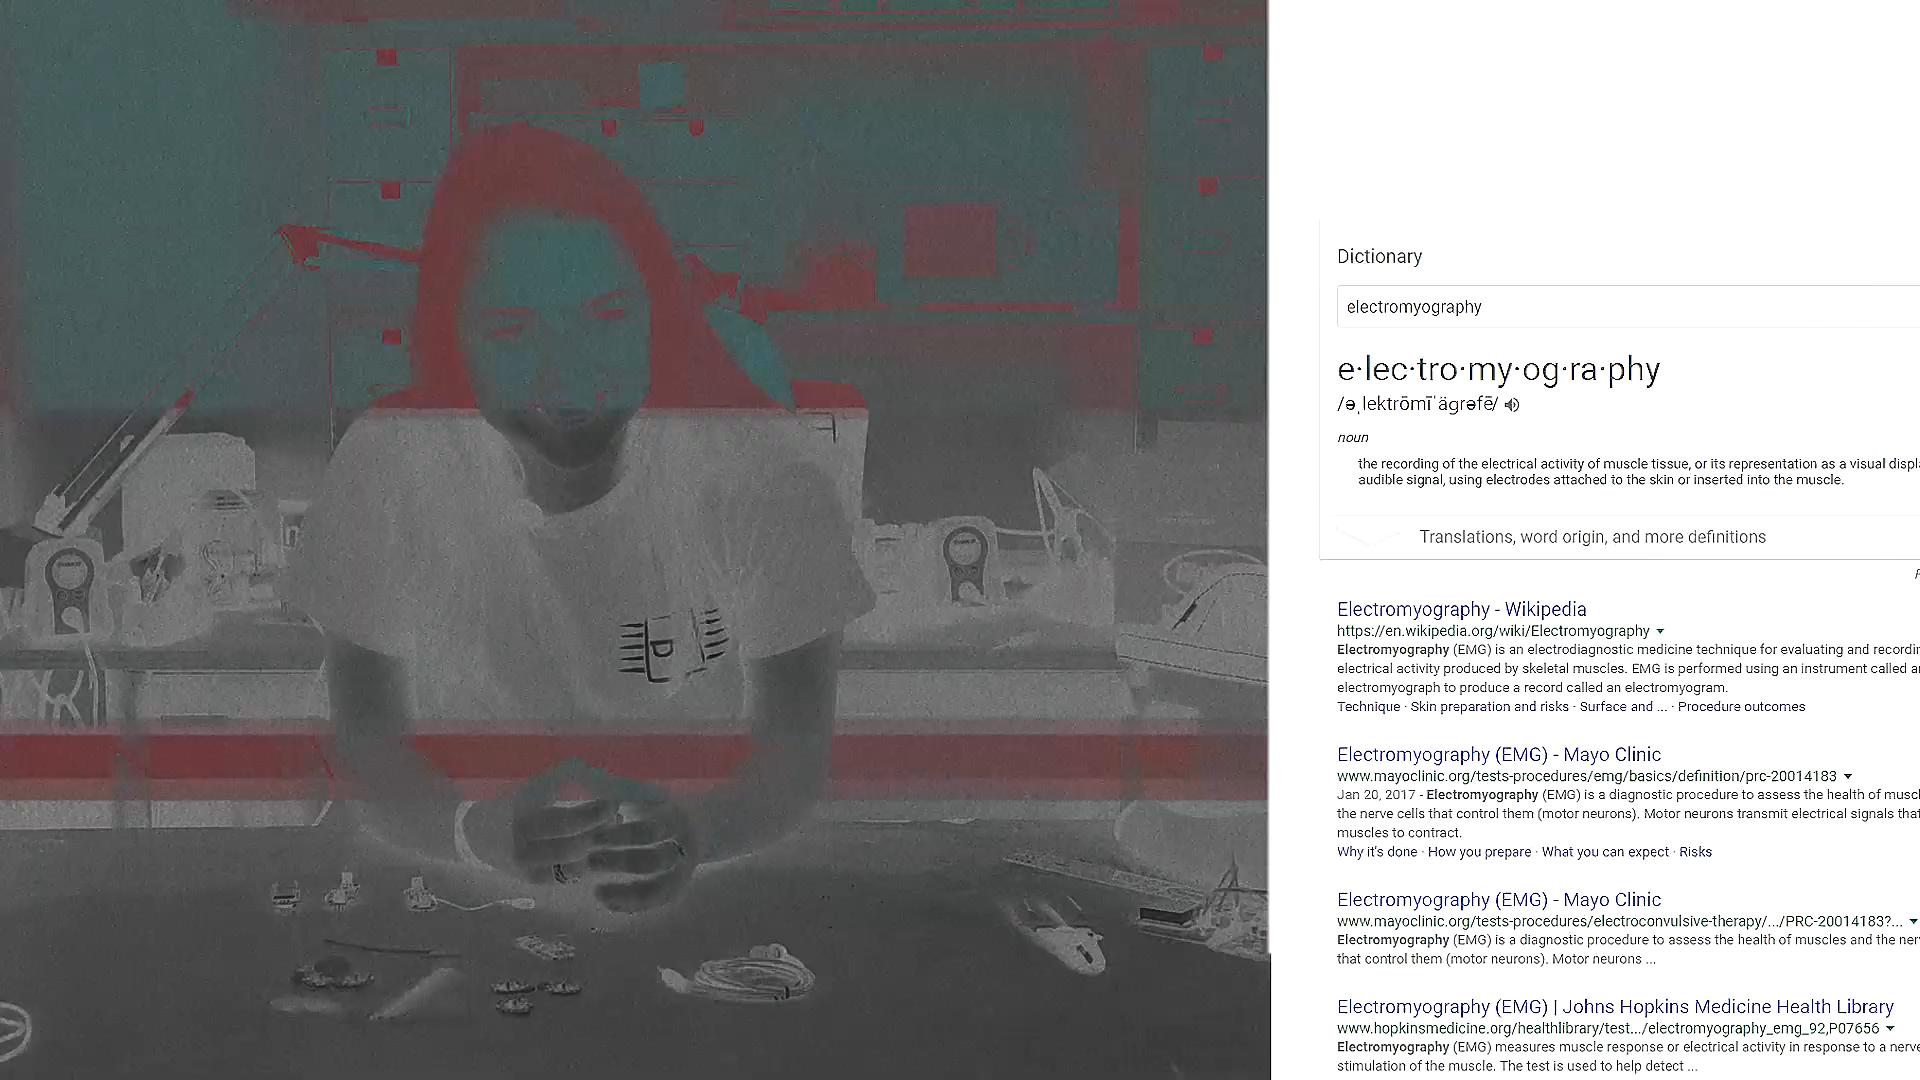 Dictionary
electromyography
e·lec·tro·my·og·ra·phy
/əˌlektrōmīˈäɡrəfē/
noun
the recording of the electrical activity of muscle tissue, or its representation as a visual
audible signal, using electrodes attached to the skin or inserted into the muscle.
Translations, word origin, and more definitions
Electromyography - Wikipedia
https://en.wikipedia.org/wiki/Electromyography
Electromyography (EMG) is an electrodiagnostic medicine technique for evaluating and
electrical activity produced by skeletal muscles. EMG is performed using an instrument called
electromyograph to produce a record called an electromyogram.
Technique · Skin preparation and risks · Surface and ... · Procedure outcomes
Electromyography (EMG) - Mayo Clinic
www.mayoclinic.org/tests-procedures/emg/basics/definition/prc-20014183
Jan 20, 2017 - Electromyography (EMG) is a diagnostic procedure to assess the health of
the nerve cells that control them (motor neurons). Motor neurons transmit electrical signals
muscles to contract.
Why it's done · How you prepare · What you can expect · Risks
Electromyography (EMG) - Mayo Clinic
www.mayoclinic.org/tests-procedures/electroconvulsive-therapy/.../PRC-20014183?...
Electromyography (EMG) is a diagnostic procedure to assess the health of muscles and the
that control them (motor neurons). Motor neurons ...
Electromyography (EMG) | Johns Hopkins Medicine Health Library
www.hopkinsmedicine.org/healthlibrary/test.../electromyography_emg_92,P07656
Electromyography (EMG) measures muscle response or electrical activity in response to a
stimulation of the muscle. The test is used to help detect ...